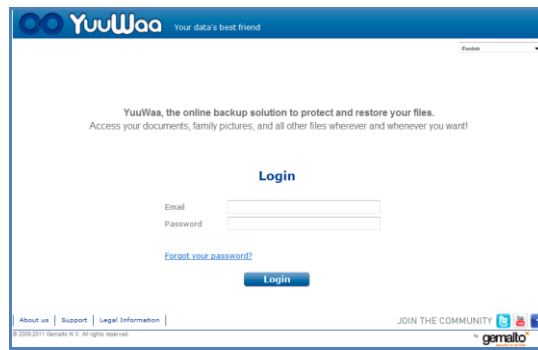 YuuWaa Your data's best friend
English
YuuWaa, the online backup solution to protect and restore your files.
Access your documents, family pictures, and all other files wherever and whenever you want!
Login
Email
Password
Forgot your password?
Login
About us | Support | Legal Information |
JOIN THE COMMUNITY
© 2008-2011 Gemalto N.V. All rights reserved.
by gemalto